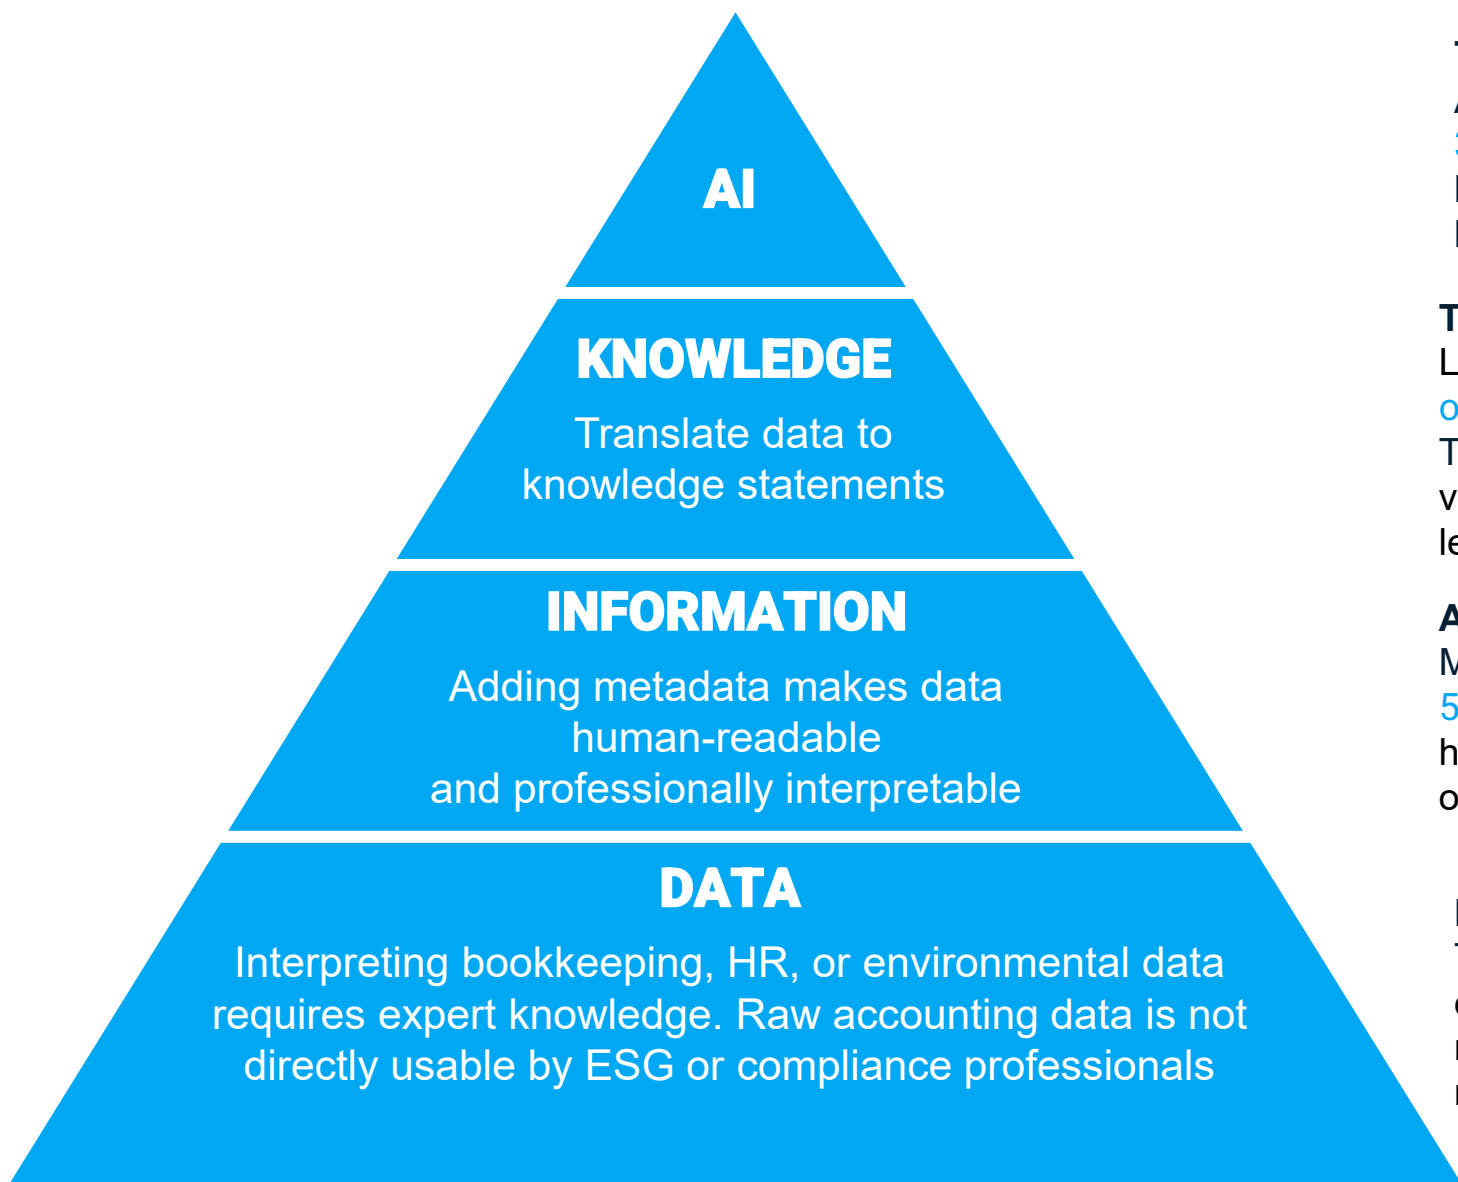 AI
KNOWLEDGE
Translate data to
knowledge statements
INFORMATION
Adding metadata makes data
human-readable
and professionally interpretable
DATA
Interpreting bookkeeping, HR, or environmental data
requires expert knowledge. Raw accounting data is not
directly usable by ESG or compliance professionals